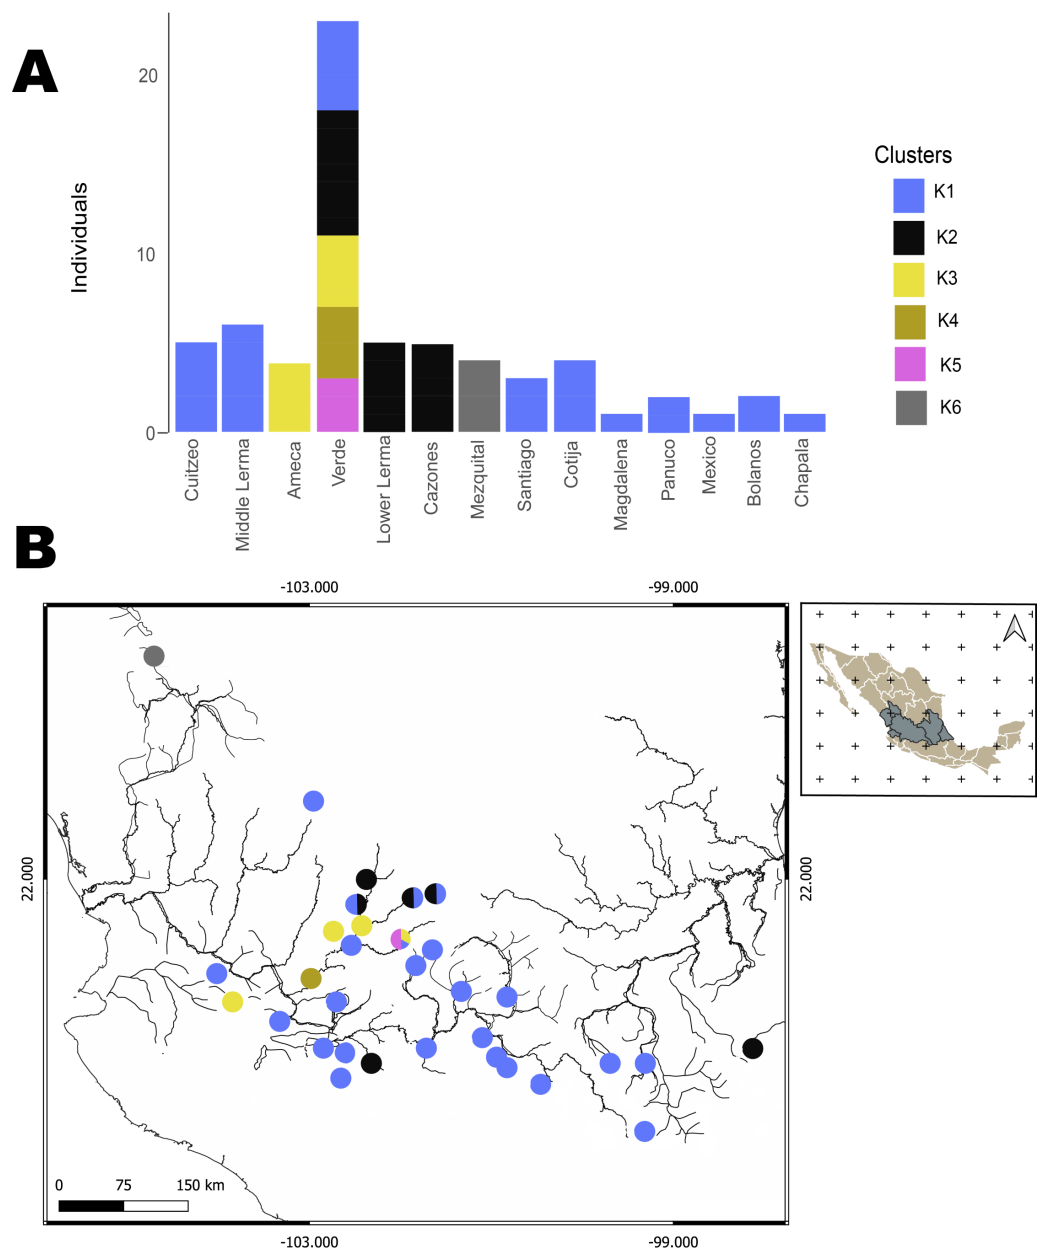 A
20
10
0
Individuals
Cuitzeo
Middle Lerma
Ameca
Verde
Lower Lerma
Cazones
Mezquital
Santiago
Cotija
Magdalena
Panuco
Mexico
Bolanos
Chapala
Clusters
K1
K2
K3
K4
K5
K6
B
-103.000 -99.000
22.000 22.000
0 75 150 km
-103.000 -99.000